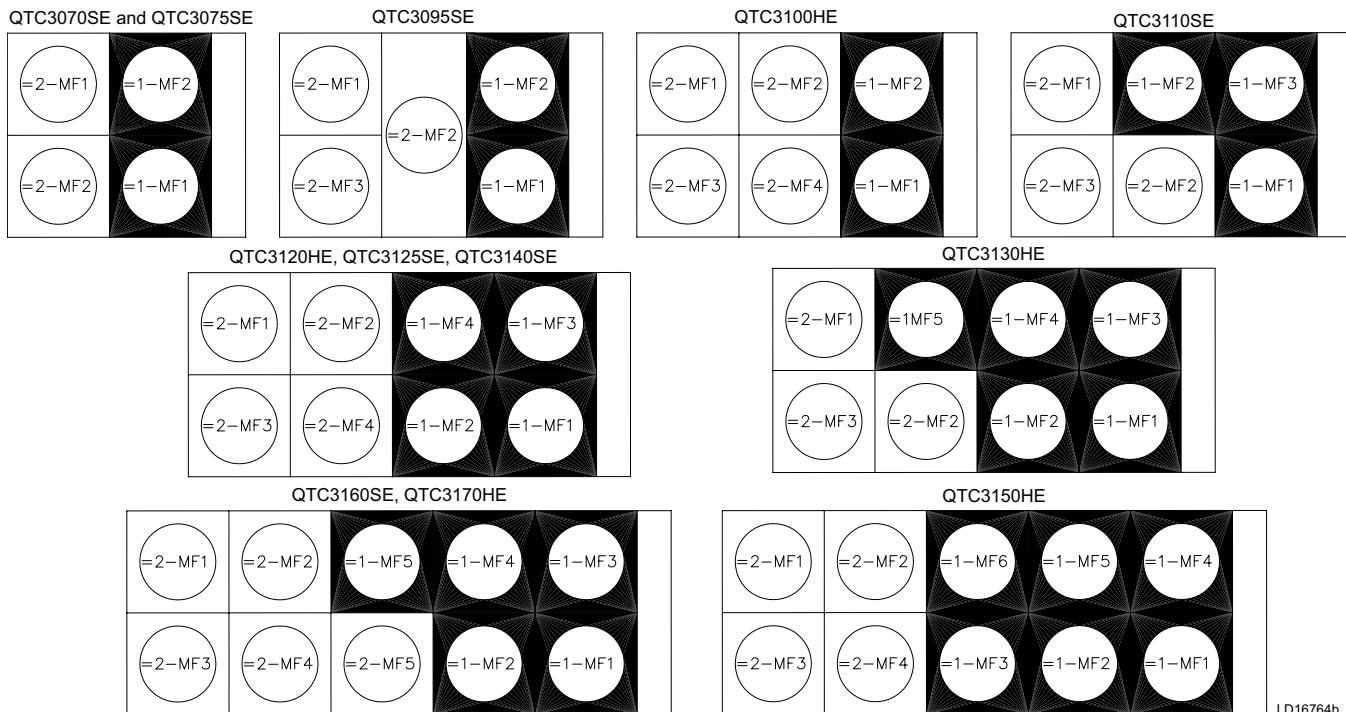 QTC3070SE and QTC3075SE
=2-MF1 =1-MF2
=2-MF2 =1-MF1
QTC3095SE
=2-MF1 =1-MF2
=2-MF2
=2-MF3 =1-MF1
QTC3100HE
=2-MF1 =2-MF2 =1-MF2
=2-MF3 =2-MF4 =1-MF1
QTC3110SE
=2-MF1 =1-MF2 =1-MF3
=2-MF3 =2-MF2 =1-MF1
QTC3120HE, QTC3125SE, QTC3140SE
=2-MF1 =2-MF2 =1-MF4 =1-MF3
=2-MF3 =2-MF4 =1-MF2 =1-MF1
QTC3130HE
=2-MF1 =1MF5 =1-MF4 =1-MF3
=2-MF3 =2-MF2 =1-MF2 =1-MF1
QTC3160SE, QTC3170HE
=2-MF1 =2-MF2 =1-MF5 =1-MF4 =1-MF3
=2-MF3 =2-MF4 =2-MF5 =1-MF2 =1-MF1
QTC3150HE
=2-MF1 =2-MF2 =1-MF6 =1-MF5 =1-MF4
=2-MF3 =2-MF4 =1-MF3 =1-MF2 =1-MF1
LD16764h